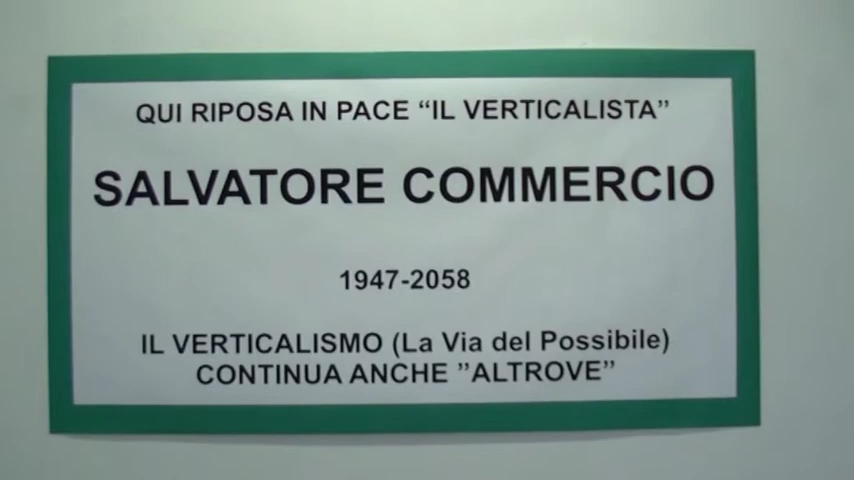 QUI RIPOSA IN PACE “IL VERTICALISTA”
SALVATORE COMMERCIO
1947-2058
IL VERTICALISMO (La Via del Possibile)
CONTINUA ANCHE ”ALTROVE”